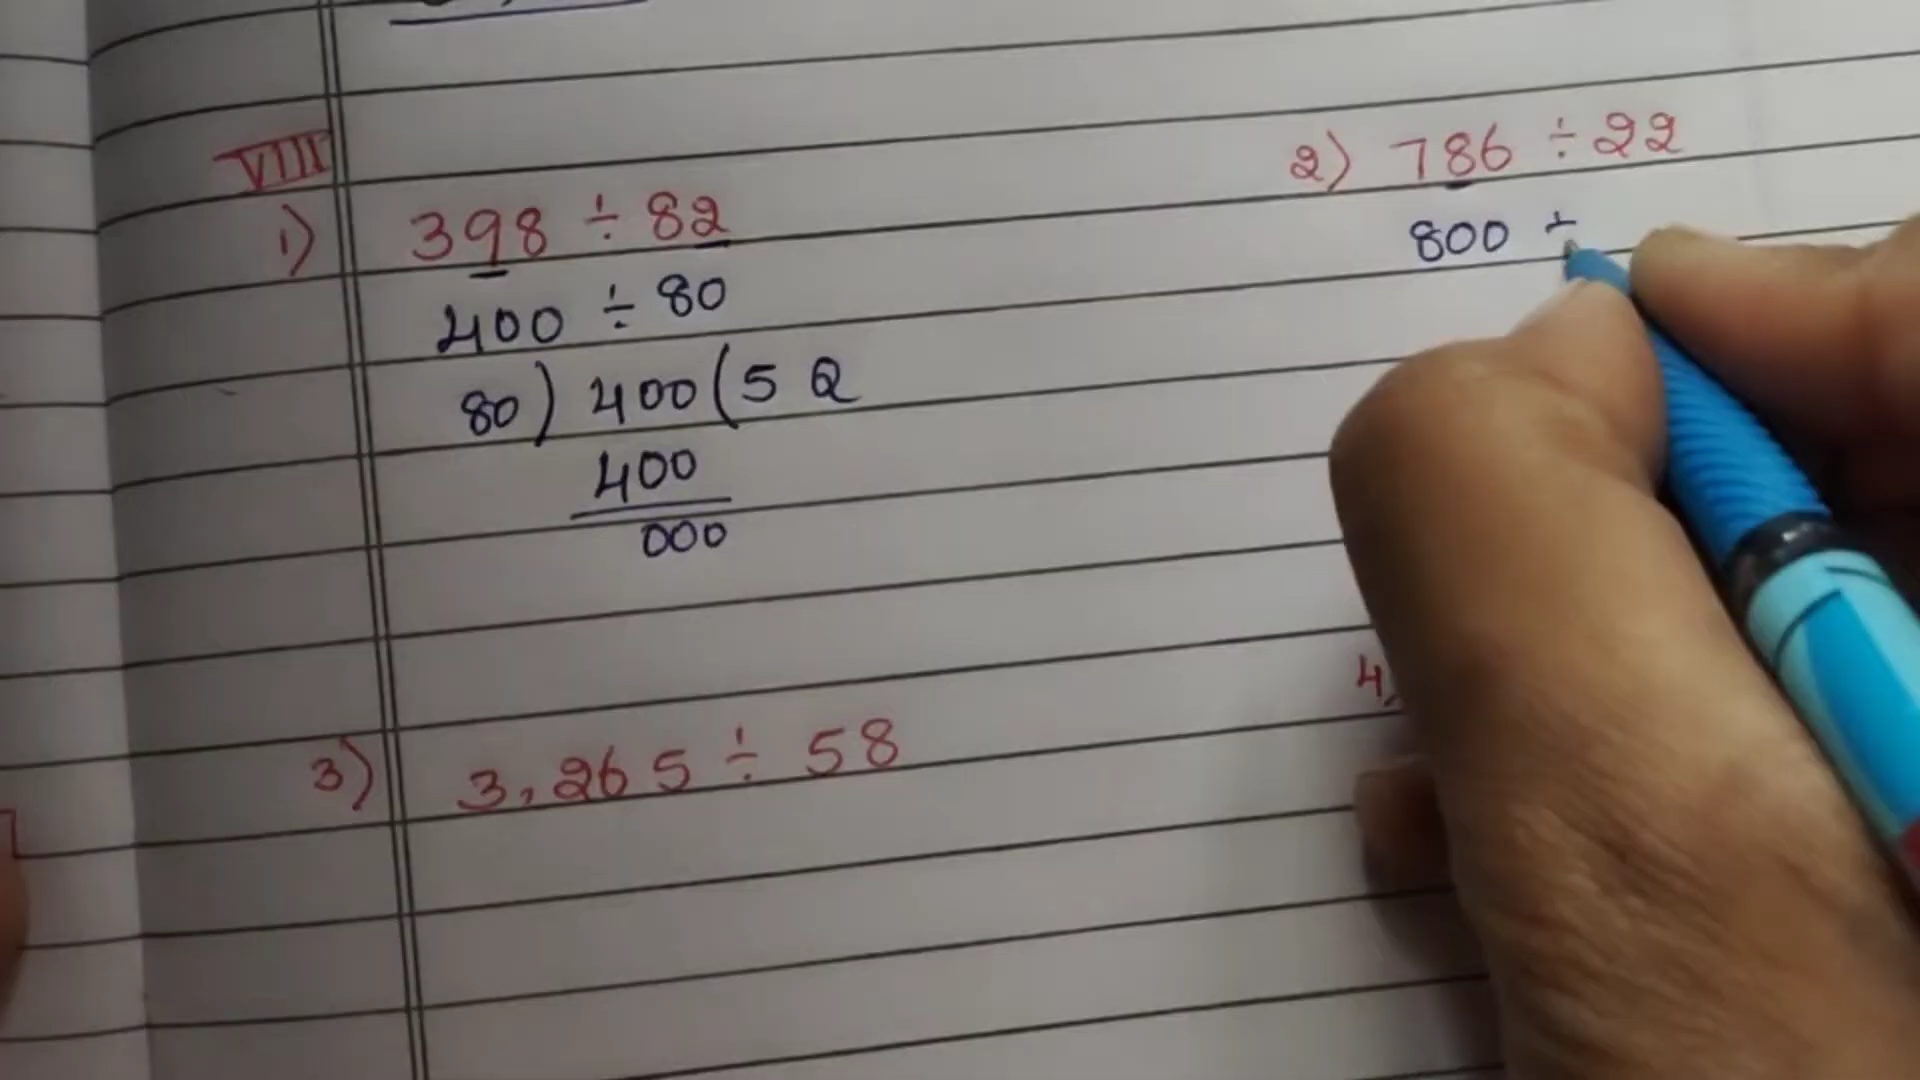 VIII
1) 398 ÷ 82
400 ÷ 80
80 ) 400 ( 5 Q
400
000
2) 786 ÷ 22
800 ÷
3) 3,265 ÷ 58
4)